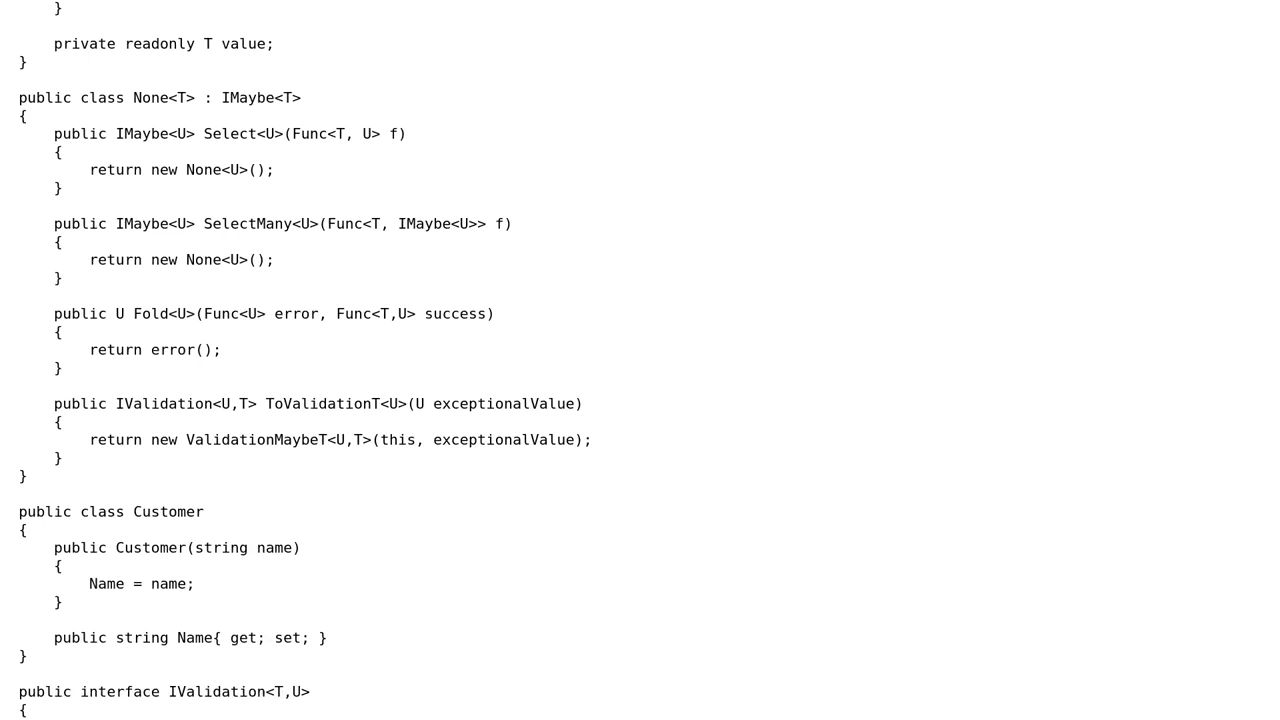 }

    private readonly T value;
}

public class None<T> : IMaybe<T>
{
    public IMaybe<U> Select<U>(Func<T, U> f)
    {
        return new None<U>();
    }

    public IMaybe<U> SelectMany<U>(Func<T, IMaybe<U>> f)
    {
        return new None<U>();
    }

    public U Fold<U>(Func<U> error, Func<T,U> success)
    {
        return error();
    }

    public IValidation<U,T> ToValidationT<U>(U exceptionalValue)
    {
        return new ValidationMaybeT<U,T>(this, exceptionalValue);
    }
}

public class Customer
{
    public Customer(string name)
    {
        Name = name;
    }

    public string Name{ get; set; }
}

public interface IValidation<T,U>
{